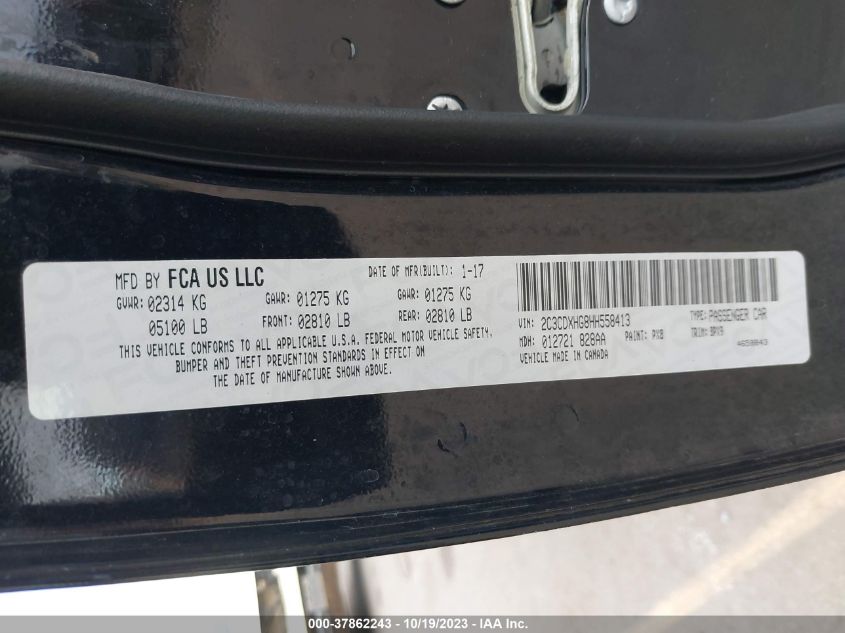 MFD BY FCA US LLC DATE OF MFR(BUILT): 1-17
GVWR: 02314 KG GAWR: 01275 KG GAWR: 01275 KG
05100 LB FRONT: 02810 LB REAR: 02810 LB
THIS VEHICLE CONFORMS TO ALL APPLICABLE U.S.A. FEDERAL MOTOR VEHICLE SAFETY,
BUMPER AND THEFT PREVENTION STANDARDS IN EFFECT ON
THE DATE OF MANUFACTURE SHOWN ABOVE.
VIN: 2C3CDXHG8HH558413 TYPE: PASSENGER CAR
MDH: 012721 828AA PAINT: PX8 TRIM: BPX9
VEHICLE MADE IN CANADA 4650843
000-37862243 - 10/19/2023 - IAA Inc.